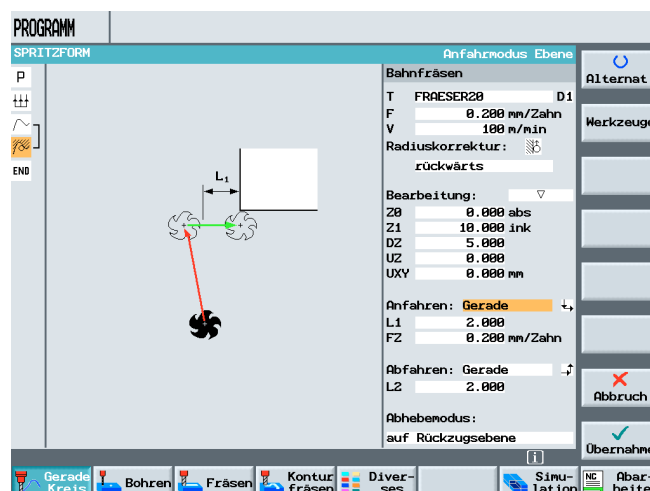 PROGRAMM
SPRITZFORM
Anfahrmodus Ebene
P
END
L1
Bahnfräsen
T FRAESER20 D1
F 0.200 mm/Zahn
V 100 m/min
Radiuskorrektur:
rückwärts
Bearbeitung: ▽
Z0 0.000 abs
Z1 10.000 ink
DZ 5.000
UZ 0.000
UXY 0.000 mm
Anfahren: Gerade
L1 2.000
FZ 0.200 mm/Zahn
Abfahren: Gerade
L2 2.000
Abhebemodus:
auf Rückzugsebene
i
Alternat
Werkzeuge
Abbruch
Übernahme
Gerade
Kreis
Bohren
Fräsen
Kontur
fräsen
Diver-
ses
Simu-
lation
NC
Abar-
beite